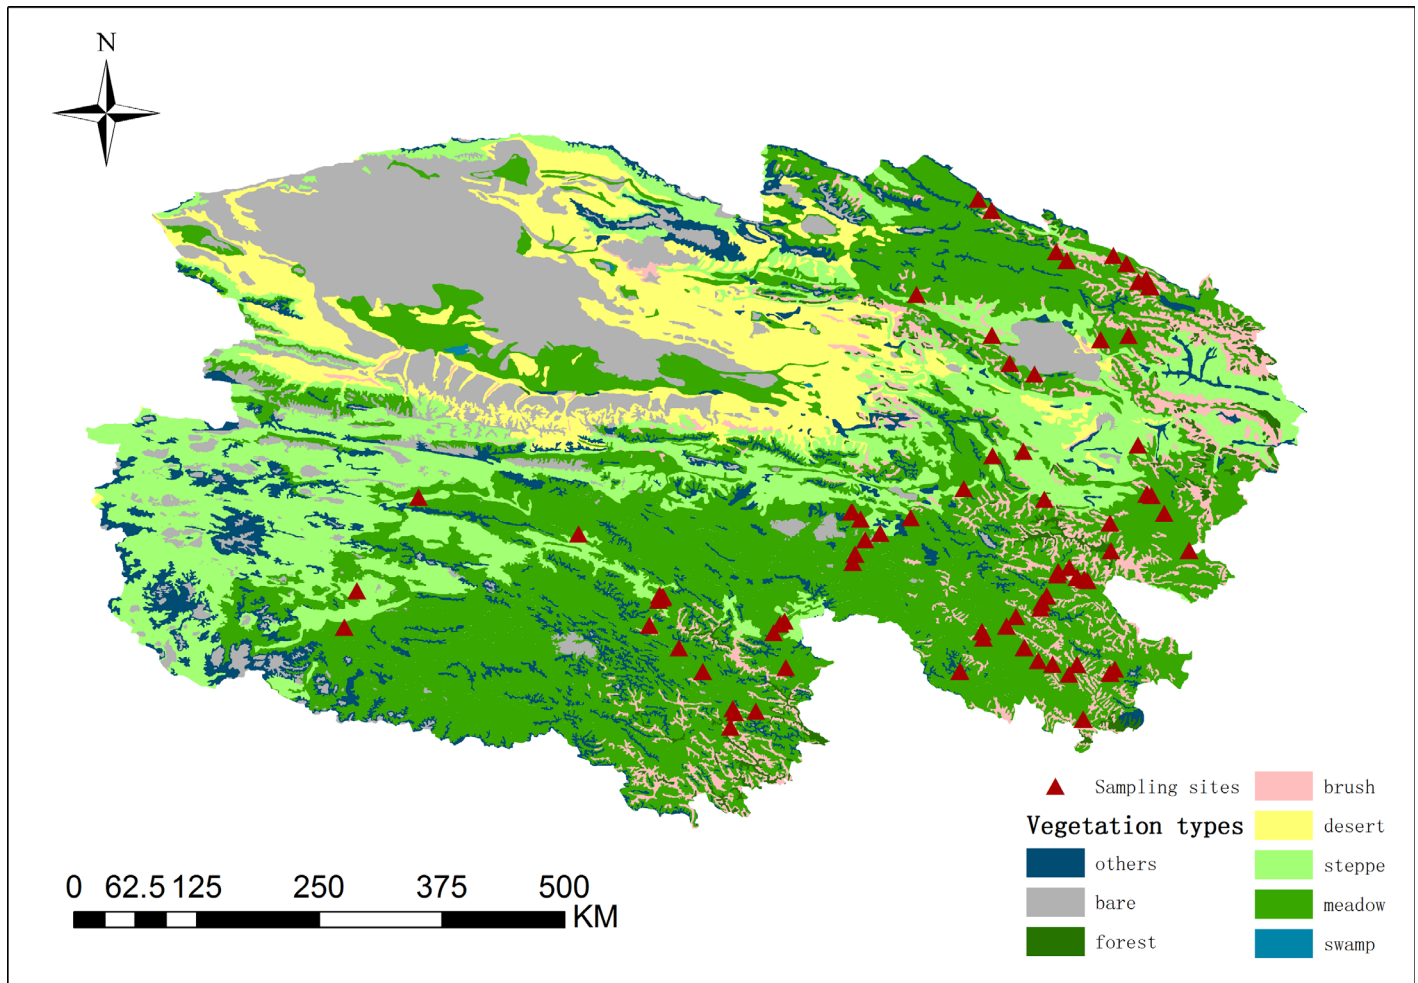 N
Sampling sites
Vegetation types
others
bare
forest
brush
desert
steppe
meadow
swamp
0 62.5 125 250 375 500
KM